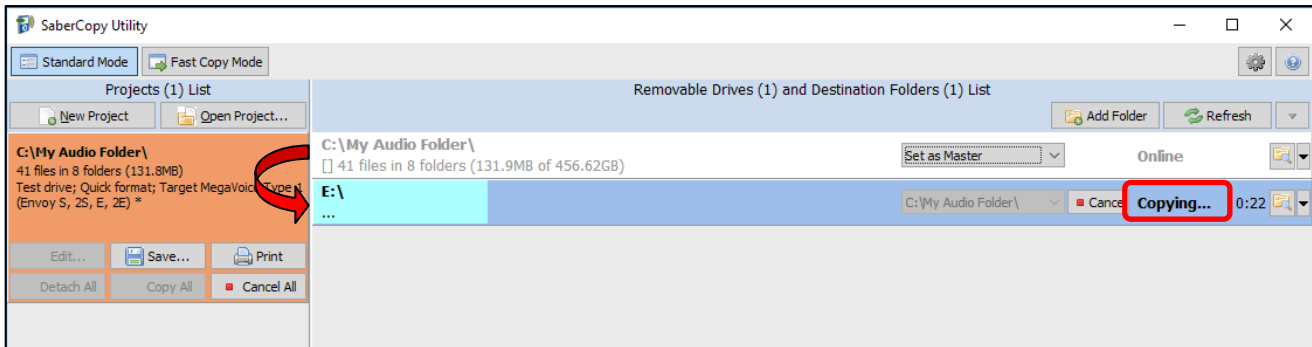 SaberCopy Utility
Standard Mode
Fast Copy Mode
Projects (1) List
New Project
Open Project...
C:\My Audio Folder\
41 files in 8 folders (131.8MB)
Test drive; Quick format; Target MegaVoice Type 1
(Envoy S, 2S, E, 2E) *
Edit...
Save...
Print
Detach All
Copy All
Cancel All
Removable Drives (1) and Destination Folders (1) List
Add Folder
Refresh
C:\My Audio Folder\
[] 41 files in 8 folders (131.9MB of 456.62GB)
Set as Master
Online
E:\
...
C:\My Audio Folder\
Cance
Copying...
0:22